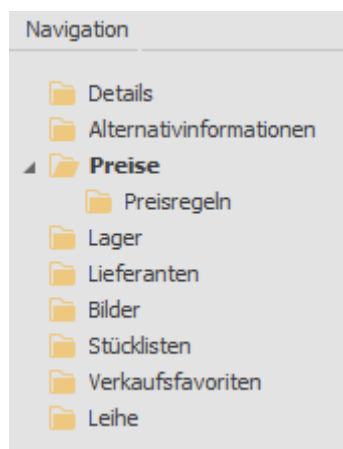 Navigation
Details
Alternativinformationen
Preise
Preisregeln
Lager
Lieferanten
Bilder
Stücklisten
Verkaufsfavoriten
Leihe